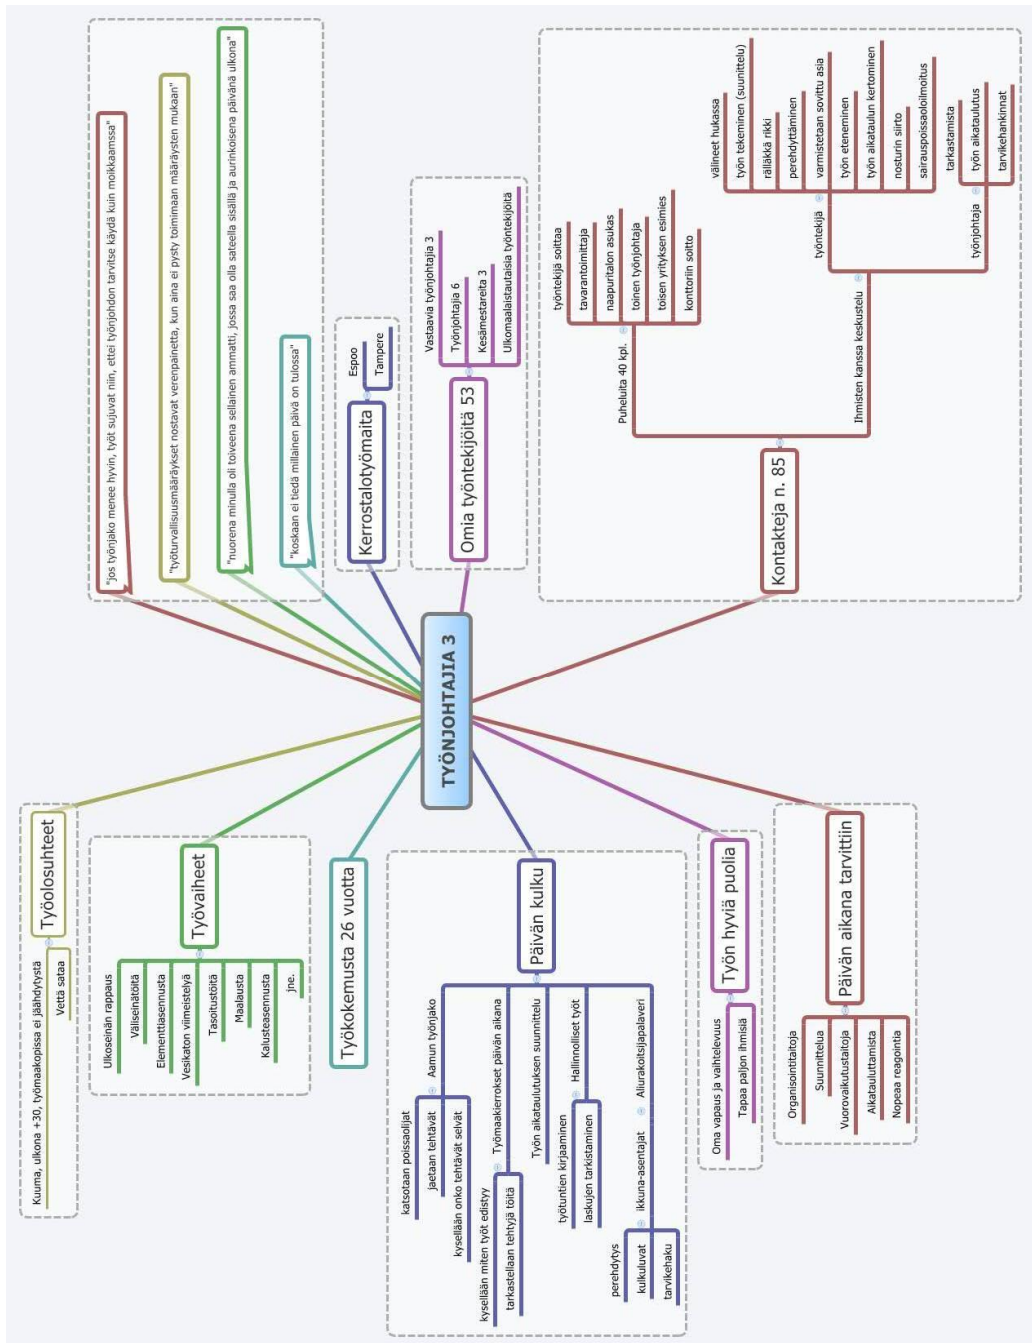 TYÖNJOHTAJIA 3
"jos työnjako menee hyvin, työt sujuvat niin, ettei työnjohdon tarvitse käydä kuin moikkaamssa"
"työturvallisuusmääräykset nostavat verenpainetta, kun aina ei pysty toimimaan määräysten mukaan"
"nuorena minulla oli toiveena sellainen ammatti, jossa saa olla sateella sisällä ja aurinkoisena päivänä ulkona"
"koskaan ei tiedä millainen päivä on tulossa"
Kerrostalotyömaita
Espoo
Tampere
Omia työntekijöitä 53
Vastaavia työnjohtajia 3
Työnjohtajia 6
Kesämestareita 3
Ulkomaalaistautaisia työntekijöitä
Kontakteja n. 85
Puheluita 40 kpl.
työntekijä soittaa
tavarantoimittaja
naapuritalon asukas
toinen työnjohtaja
toisen yrityksen esimies
konttoriin soitto
Ihmisten kanssa keskustelu
työntekijä
välineet hukassa
työn tekeminen (suunittelu)
rälläkkä rikki
perehdyttäminen
varmistetaan sovittu asia
työn eteneminen
työn aikataulun kertominen
nosturin siirto
sairauspoissaoloilmoitus
työnjohtaja
tarkastamista
työn aikataulutus
tarvikehankinnat
Työolosuhteet
Kuuma, ulkona +30, työmaakopissa ei jäähdytystä
Vettä sataa
Työvaiheet
Ulkoseinän rappaus
Väliseinätöitä
Elementtiasennusta
Vesikaton viimeistelyä
Tasoitustöitä
Maalausta
Kalusteasennusta
jne.
Työkokemusta 26 vuotta
Päivän kulku
Aamun työnjako
katsotaan poissaolijat
jaetaan tehtävät
kysellään onko tehtävät selvät
Työmaakierrokset päivän aikana
kysellään miten työt edistyy
tarkastellaan tehtyjä töitä
Työn aikataulutuksen suunnittelu
Hallinnolliset työt
työtuntien kirjaaminen
laskujen tarkistaminen
Aliurakoitsijapalaveri
ikkuna-asentajat
perehdytys
kulkuluvat
tarvikehaku
Työn hyviä puolia
Oma vapaus ja vaihtelevuus
Tapaa paljon ihmisiä
Päivän aikana tarvittiin
Organisointitaitoja
Suunnittelua
Vuorovaikutustaitoja
Aikatauluttamista
Nopeaa reagointia